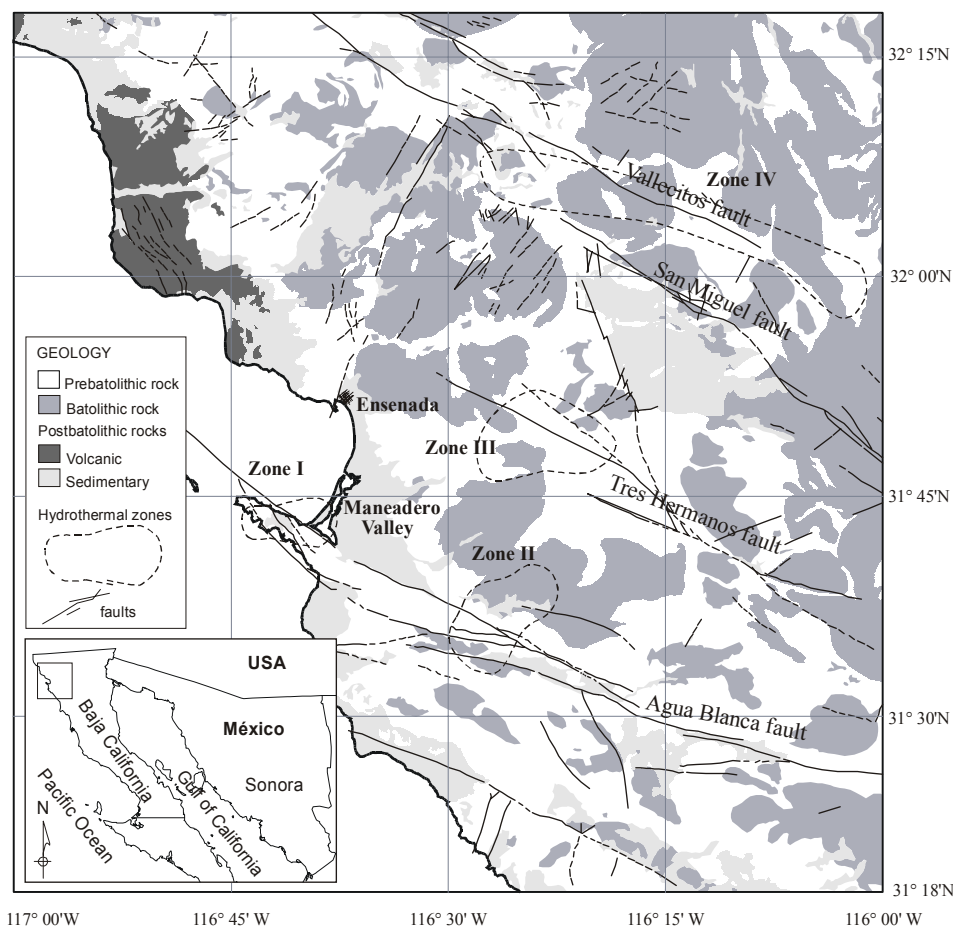 32° 15'N
Zone IV
Vallecitos fault
San Miguel fault
32° 00'N
GEOLOGY
Prebatolithic rock
Batolithic rock
Postbatolithic rocks
Volcanic
Sedimentary
Hydrothermal zones
faults
Ensenada
Zone III
Zone I
31° 45'N
Maneadero
Valley
Tres Hermanos fault
Zone II
USA
México
Baja California
Gulf of California
Sonora
Pacific Ocean
N
Agua Blanca fault
31° 30'N
31° 18'N
117° 00' W
116° 45' W
116° 30' W
116° 15' W
116° 00' W